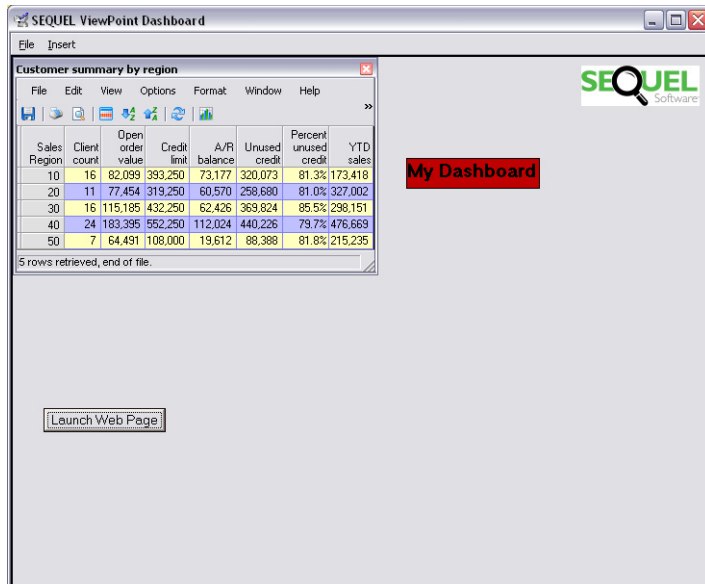 SEQUEL ViewPoint Dashboard
File Insert
Customer summary by region
File Edit View Options Format Window Help
»
Sales Region Client count Open order value Credit limit A/R balance Unused credit Percent unused credit YTD sales
10 16 82,099 393,250 73,177 320,073 81.3% 173,418
20 11 77,454 319,250 60,570 258,680 81.0% 327,002
30 16 115,185 432,250 62,426 369,824 85.5% 298,151
40 24 183,395 552,250 112,024 440,226 79.7% 476,669
50 7 64,491 108,000 19,612 88,388 81.8% 215,235
5 rows retrieved, end of file.
SEQUEL
Software
My Dashboard
Launch Web Page